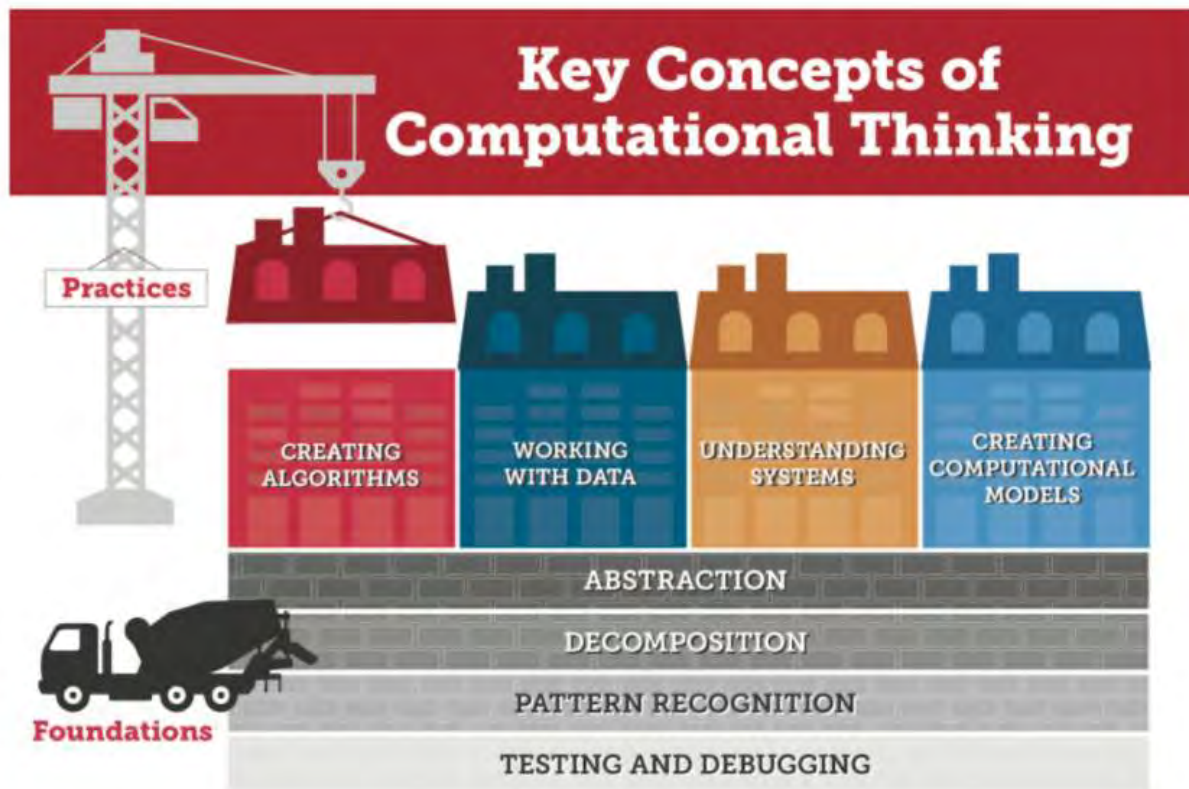 Key Concepts of
Computational Thinking
Practices
CREATING
ALGORITHMS
WORKING
WITH DATA
UNDERSTANDING
SYSTEMS
CREATING
COMPUTATIONAL
MODELS
ABSTRACTION
DECOMPOSITION
PATTERN RECOGNITION
TESTING AND DEBUGGING
Foundations